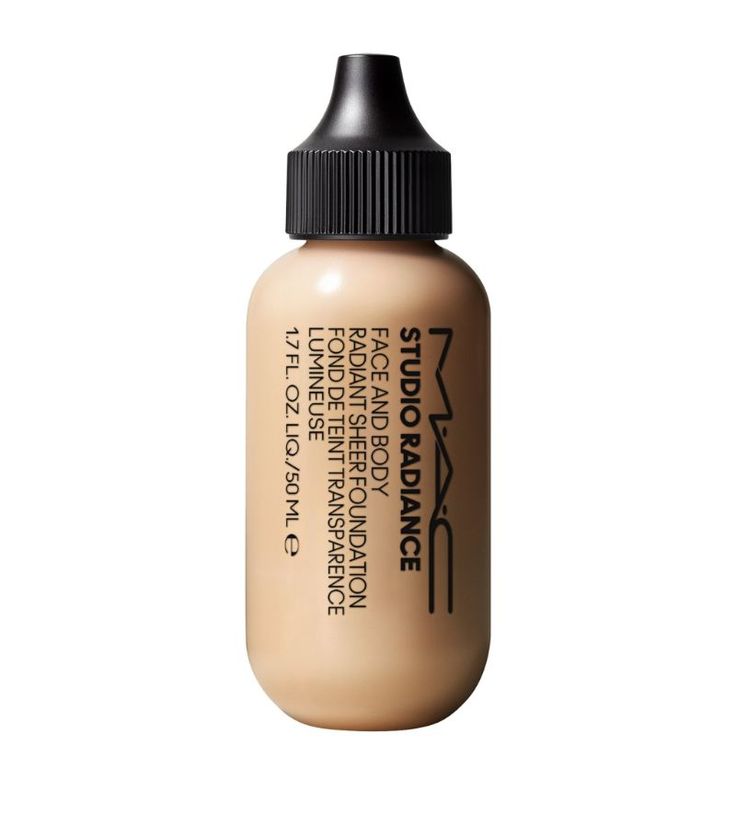 M·A·C
STUDIO RADIANCE
FACE AND BODY
RADIANT SHEER FOUNDATION
FOND DE TEINT TRANSPARENCE
LUMINEUSE
1.7 FL. OZ. LIQ./50 ML ℮